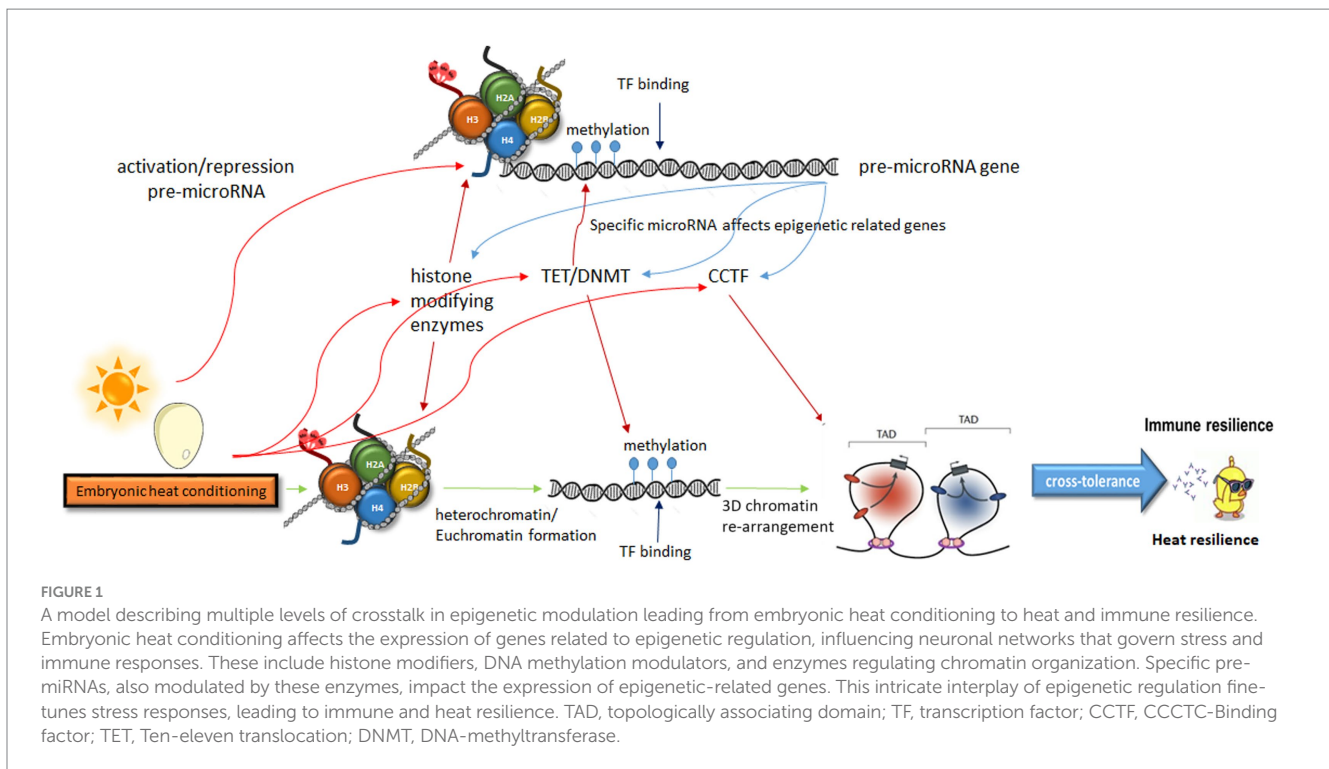 TF binding
H2A
H3
H2B
H4
methylation
activation/repression
pre-microRNA
pre-microRNA gene
Specific microRNA affects epigenetic related genes
histone
modifying
enzymes
TET/DNMT
CCTF
Embryonic heat conditioning
H2A
H3
H2B
H4
heterochromatin/
Euchromatin formation
methylation
TF binding
3D chromatin
re-arrangement
TAD
TAD
cross-tolerance
Immune resilience
Heat resilience
FIGURE 1
A model describing multiple levels of crosstalk in epigenetic modulation leading from embryonic heat conditioning to heat and immune resilience.
Embryonic heat conditioning affects the expression of genes related to epigenetic regulation, influencing neuronal networks that govern stress and
immune responses. These include histone modifiers, DNA methylation modulators, and enzymes regulating chromatin organization. Specific pre-
miRNAs, also modulated by these enzymes, impact the expression of epigenetic-related genes. This intricate interplay of epigenetic regulation fine-
tunes stress responses, leading to immune and heat resilience. TAD, topologically associating domain; TF, transcription factor; CCTF, CCCTC-Binding
factor; TET, Ten-eleven translocation; DNMT, DNA-methyltransferase.